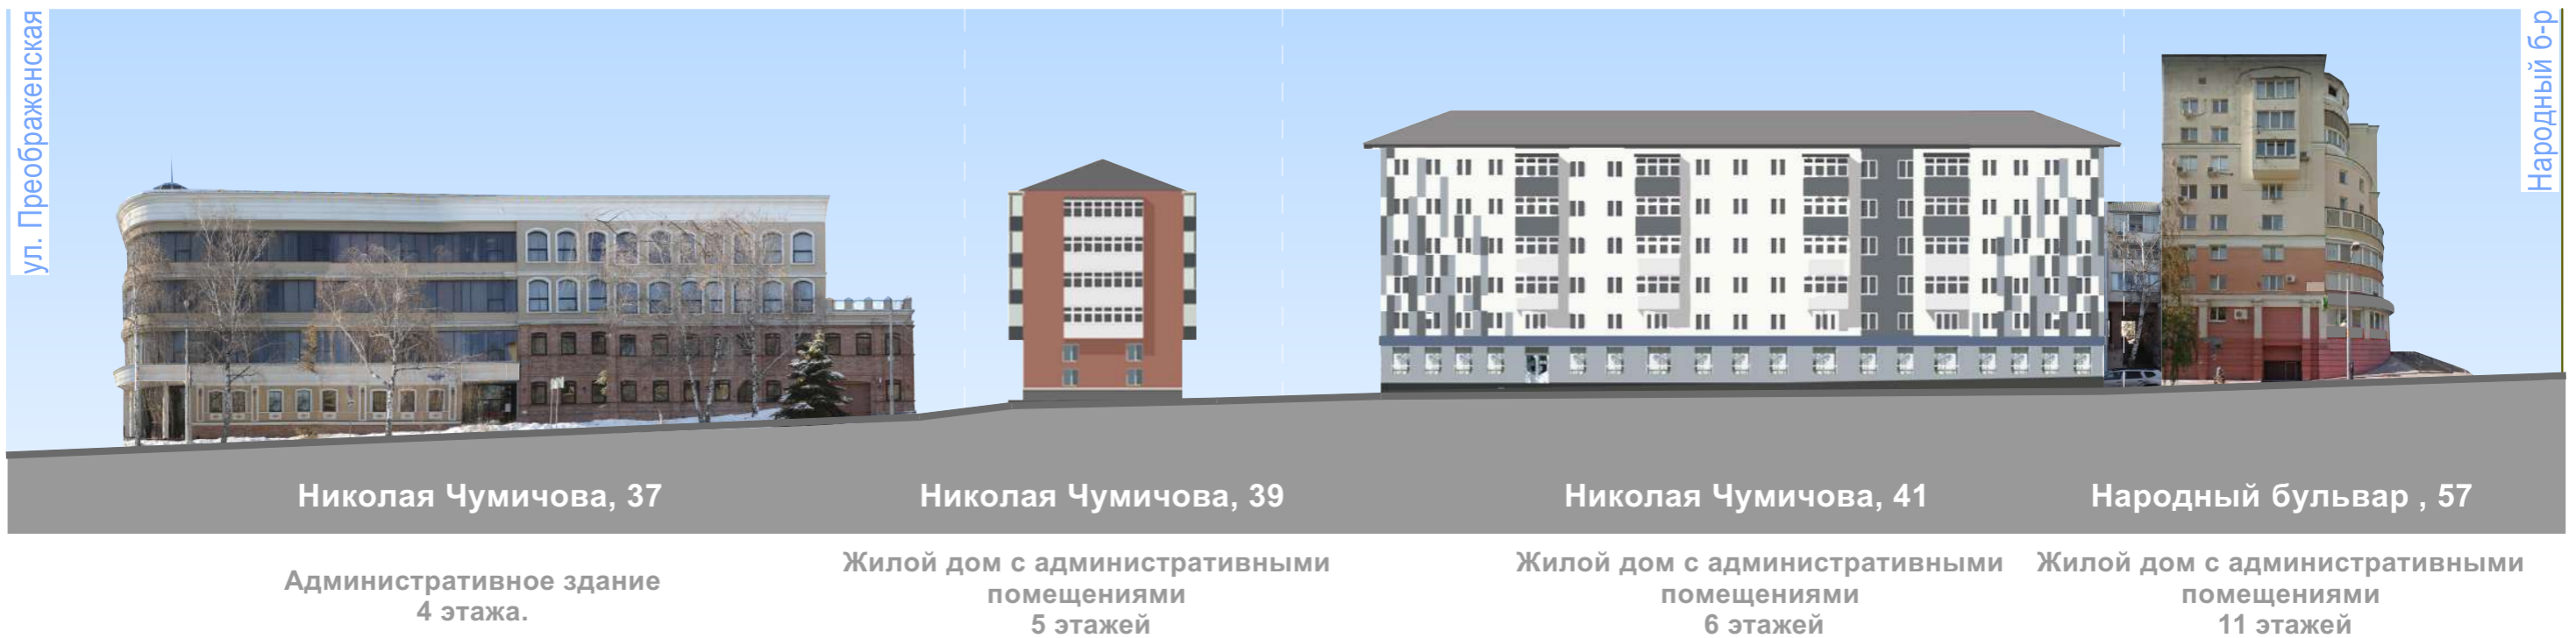 ул. Преображенская
Народный б-р
Николая Чумичова, 37
Николая Чумичова, 39
Николая Чумичова, 41
Народный бульвар , 57
Административное здание
4 этажа.
Жилой дом с административными
помещениями
5 этажей
Жилой дом с административными
помещениями
6 этажей
Жилой дом с административными
помещениями
11 этажей